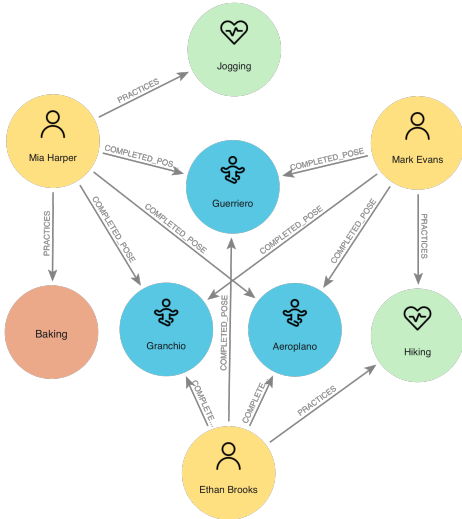 Jogging
PRACTICES
Mia Harper
COMPLETED_POS
COMPLETED_POSE
Mark Evans
Guerriero
PRACTICES
COMPLETED_POSE
COMPLETED_POSE
COMPLETED_POSE
COMPLETED_POSE
PRACTICES
Baking
Granchio
COMPLETED_POSE
Aeroplano
Hiking
COMPLETE..
COMPLETE..
PRACTICES
Ethan Brooks